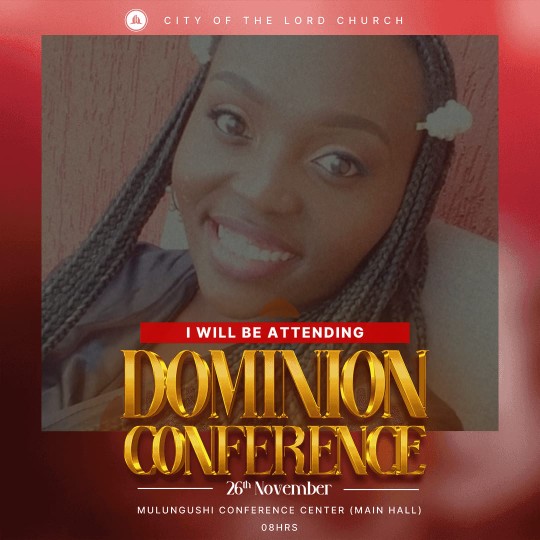 CITY OF THE LORD CHURCH
I WILL BE ATTENDING
DOMINION
CONFERENCE
26th November
MULUNGUSHI CONFERENCE CENTER (MAIN HALL)
08HRS